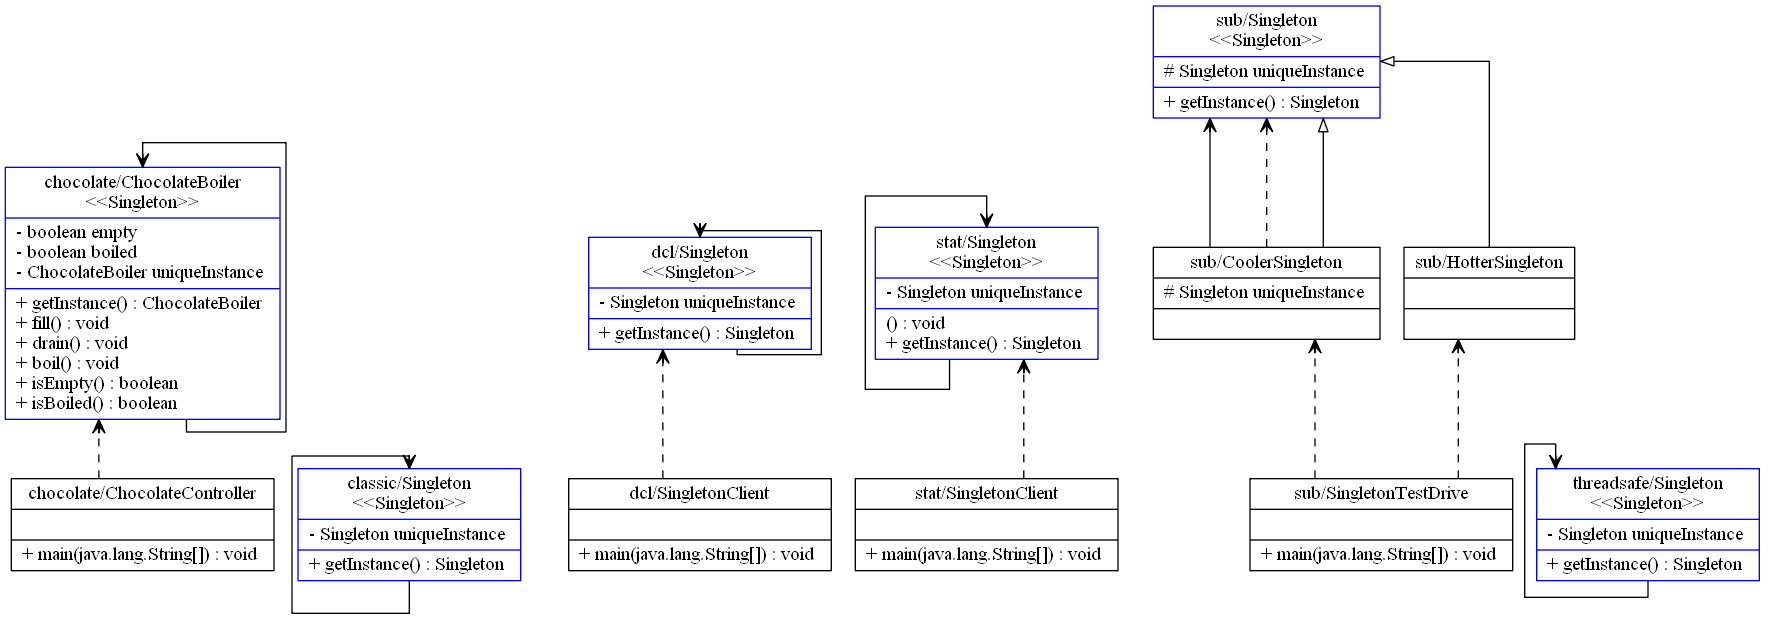 sub/Singleton
<<Singleton>>
# Singleton uniqueInstance
+ getInstance() : Singleton
chocolate/ChocolateBoiler
<<Singleton>>
- boolean empty
- boolean boiled
- ChocolateBoiler uniqueInstance
+ getInstance() : ChocolateBoiler
+ fill() : void
+ drain() : void
+ boil() : void
+ isEmpty() : boolean
+ isBoiled() : boolean
dcl/Singleton
<<Singleton>>
- Singleton uniqueInstance
+ getInstance() : Singleton
stat/Singleton
<<Singleton>>
- Singleton uniqueInstance
() : void
+ getInstance() : Singleton
sub/CoolerSingleton
# Singleton uniqueInstance
sub/HotterSingleton
chocolate/ChocolateController
+ main(java.lang.String[]) : void
classic/Singleton
<<Singleton>>
- Singleton uniqueInstance
+ getInstance() : Singleton
dcl/SingletonClient
+ main(java.lang.String[]) : void
stat/SingletonClient
+ main(java.lang.String[]) : void
sub/SingletonTestDrive
+ main(java.lang.String[]) : void
threadsafe/Singleton
<<Singleton>>
- Singleton uniqueInstance
+ getInstance() : Singleton